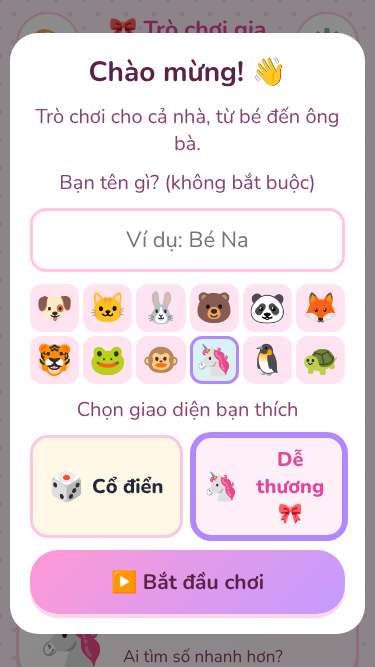 Trò chơi gia
Chào mừng! 👋
Trò chơi cho cả nhà, từ bé đến ông
bà.
Bạn tên gì? (không bắt buộc)
Ví dụ: Bé Na
Chọn giao diện bạn thích
Cổ điển
Dễ
thương
Bắt đầu chơi
Ai tìm số nhanh hơn?